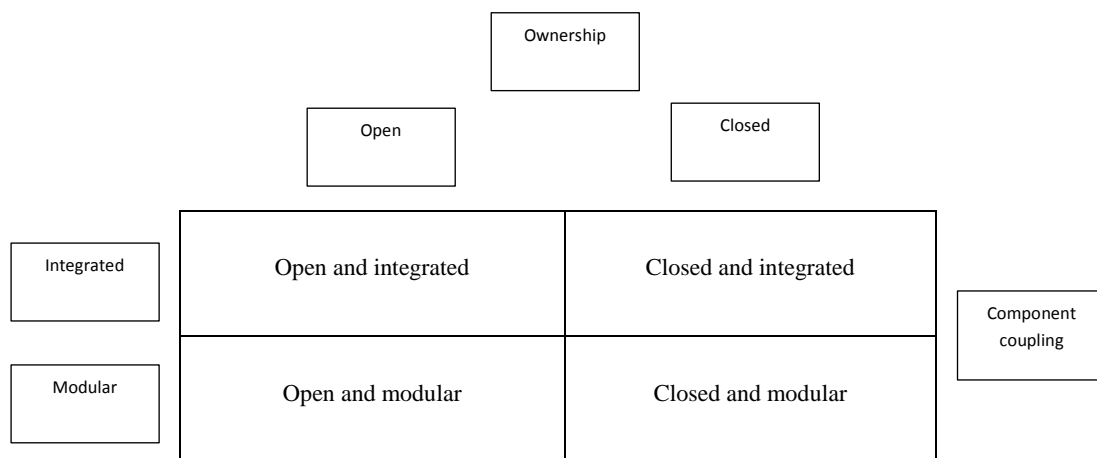 Ownership
Open
Closed
Integrated
Open and integrated
Closed and integrated
Component
coupling
Modular
Open and modular
Closed and modular